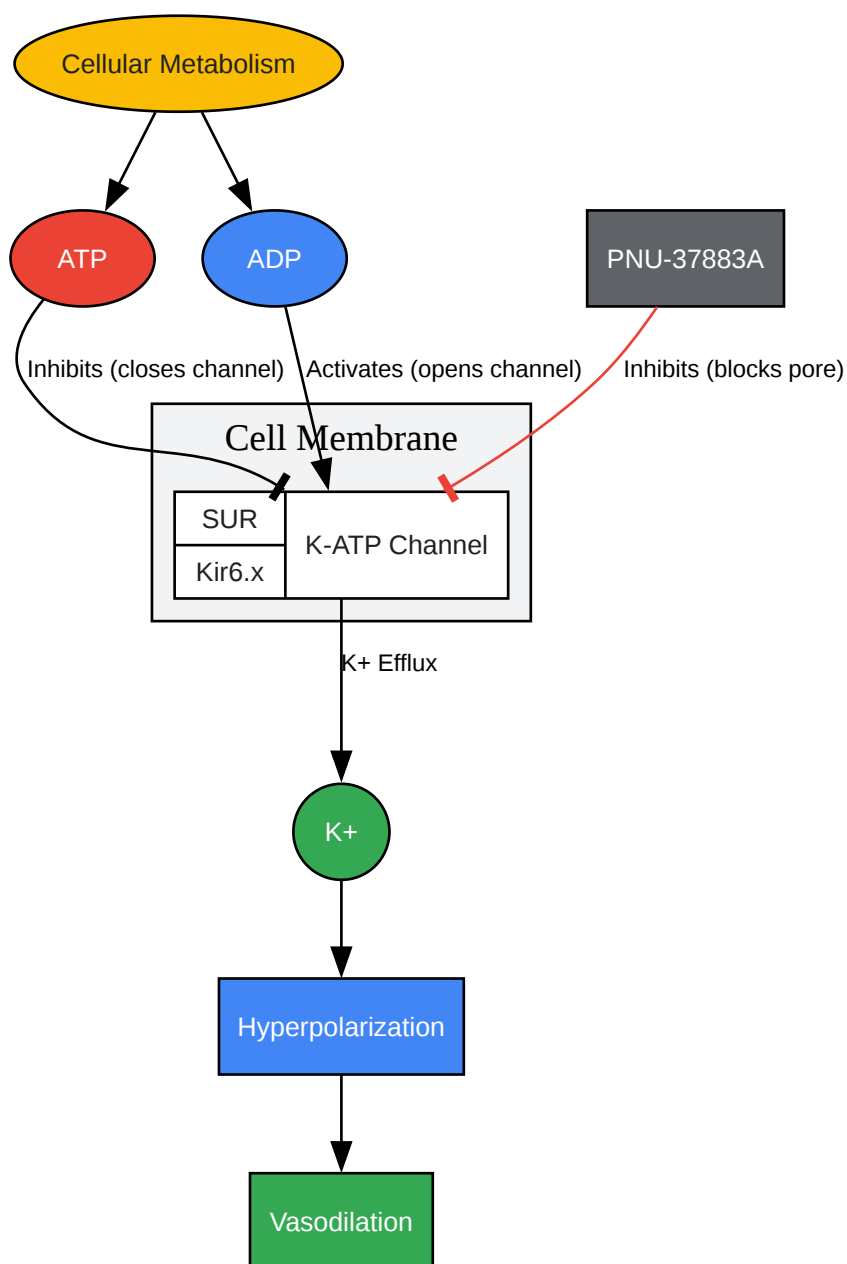 Cellular Metabolism
ATP
ADP
PNU-37883A
Inhibits (closes channel)
Activates (opens channel)
Inhibits (blocks pore)
Cell Membrane
SUR
Kir6.x
K-ATP Channel
K+ Efflux
K+
Hyperpolarization
Vasodilation